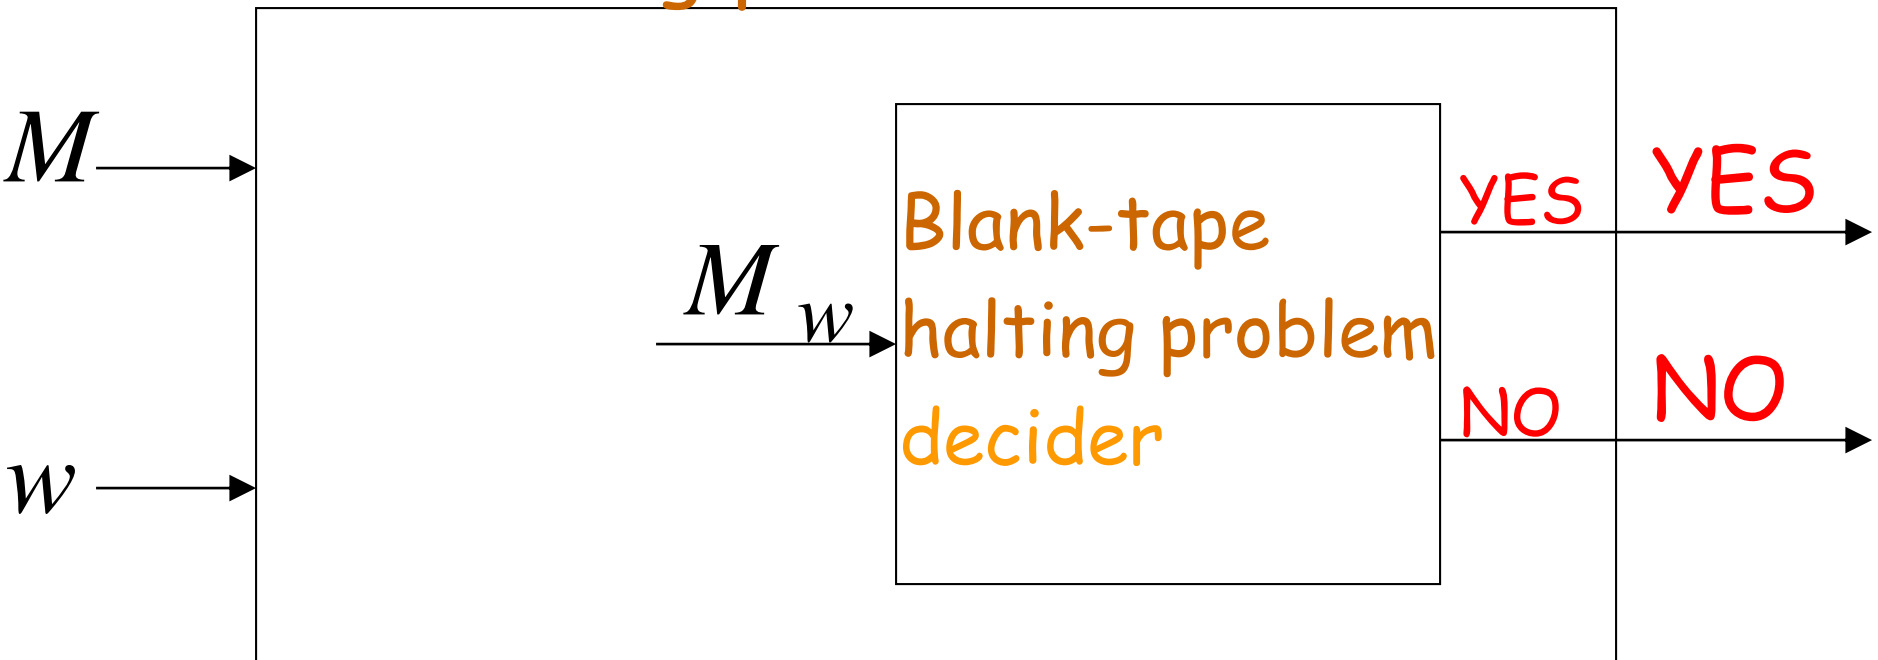 M
w
M w
Blank-tape
halting problem
decider
YES
NO
YES
NO